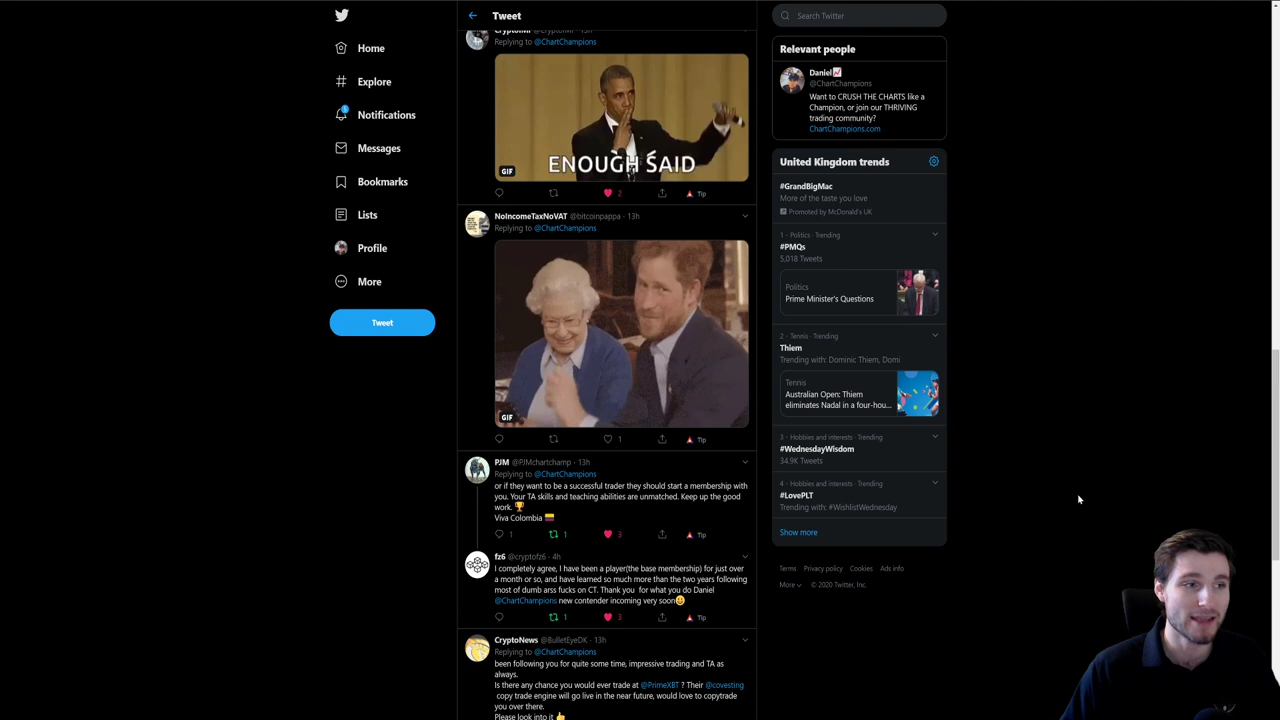 Tweet
Search Twitter
Home
Explore
Notifications
Messages
Bookmarks
Lists
Profile
More
Tweet
Replying to @ChartChampions
ENOUGH SAID
GIF
2
Tip
NoIncomeTaxNoVAT @bitcoinpappa · 13h
Replying to @ChartChampions
GIF
1
Tip
PJM @PJMchartchamp · 13h
Replying to @ChartChampions
or if they want to be a successful trader they should start a membership with
you. Your TA skills and teaching abilities are unmatched. Keep up the good
work. 🏆
Viva Colombia 🇨🇴
1 1 3 Tip
fz6 @cryptofz6 · 4h
I completely agree, I have been a player(the base membership) for just over
a month or so, and have learned so much more than the two years following
most of dumb arss fucks on CT. Thank you for what you do Daniel
@ChartChampions new contender incoming very soon😃
1 3 Tip
CryptoNews @BulletEyeDK · 13h
Replying to @ChartChampions
been following you for quite some time, impressive trading and TA as
always.
Is there any chance you would ever trade at @PrimeXBT ? Their @covesting
copy trade engine will go live in the near future, would love to copytrade
you over there.
Please look into it 👍
Relevant people
Daniel📈
@ChartChampions
Want to CRUSH THE CHARTS like a
Champion, or join our THRIVING
trading community?
ChartChampions.com
United Kingdom trends
#GrandBigMac
More of the taste you love
Promoted by McDonald's UK
1 · Politics · Trending
#PMQs
5,018 Tweets
Politics
Prime Minister's Questions
2 · Tennis · Trending
Thiem
Trending with: Dominic Thiem, Domi
Tennis
Australian Open: Thiem
eliminates Nadal in a four-hou...
3 · Hobbies and interests · Trending
#WednesdayWisdom
34.9K Tweets
4 · Hobbies and interests · Trending
#LovePLT
Trending with: #WishlistWednesday
Show more
Terms Privacy policy Cookies Ads info
More © 2020 Twitter, Inc.